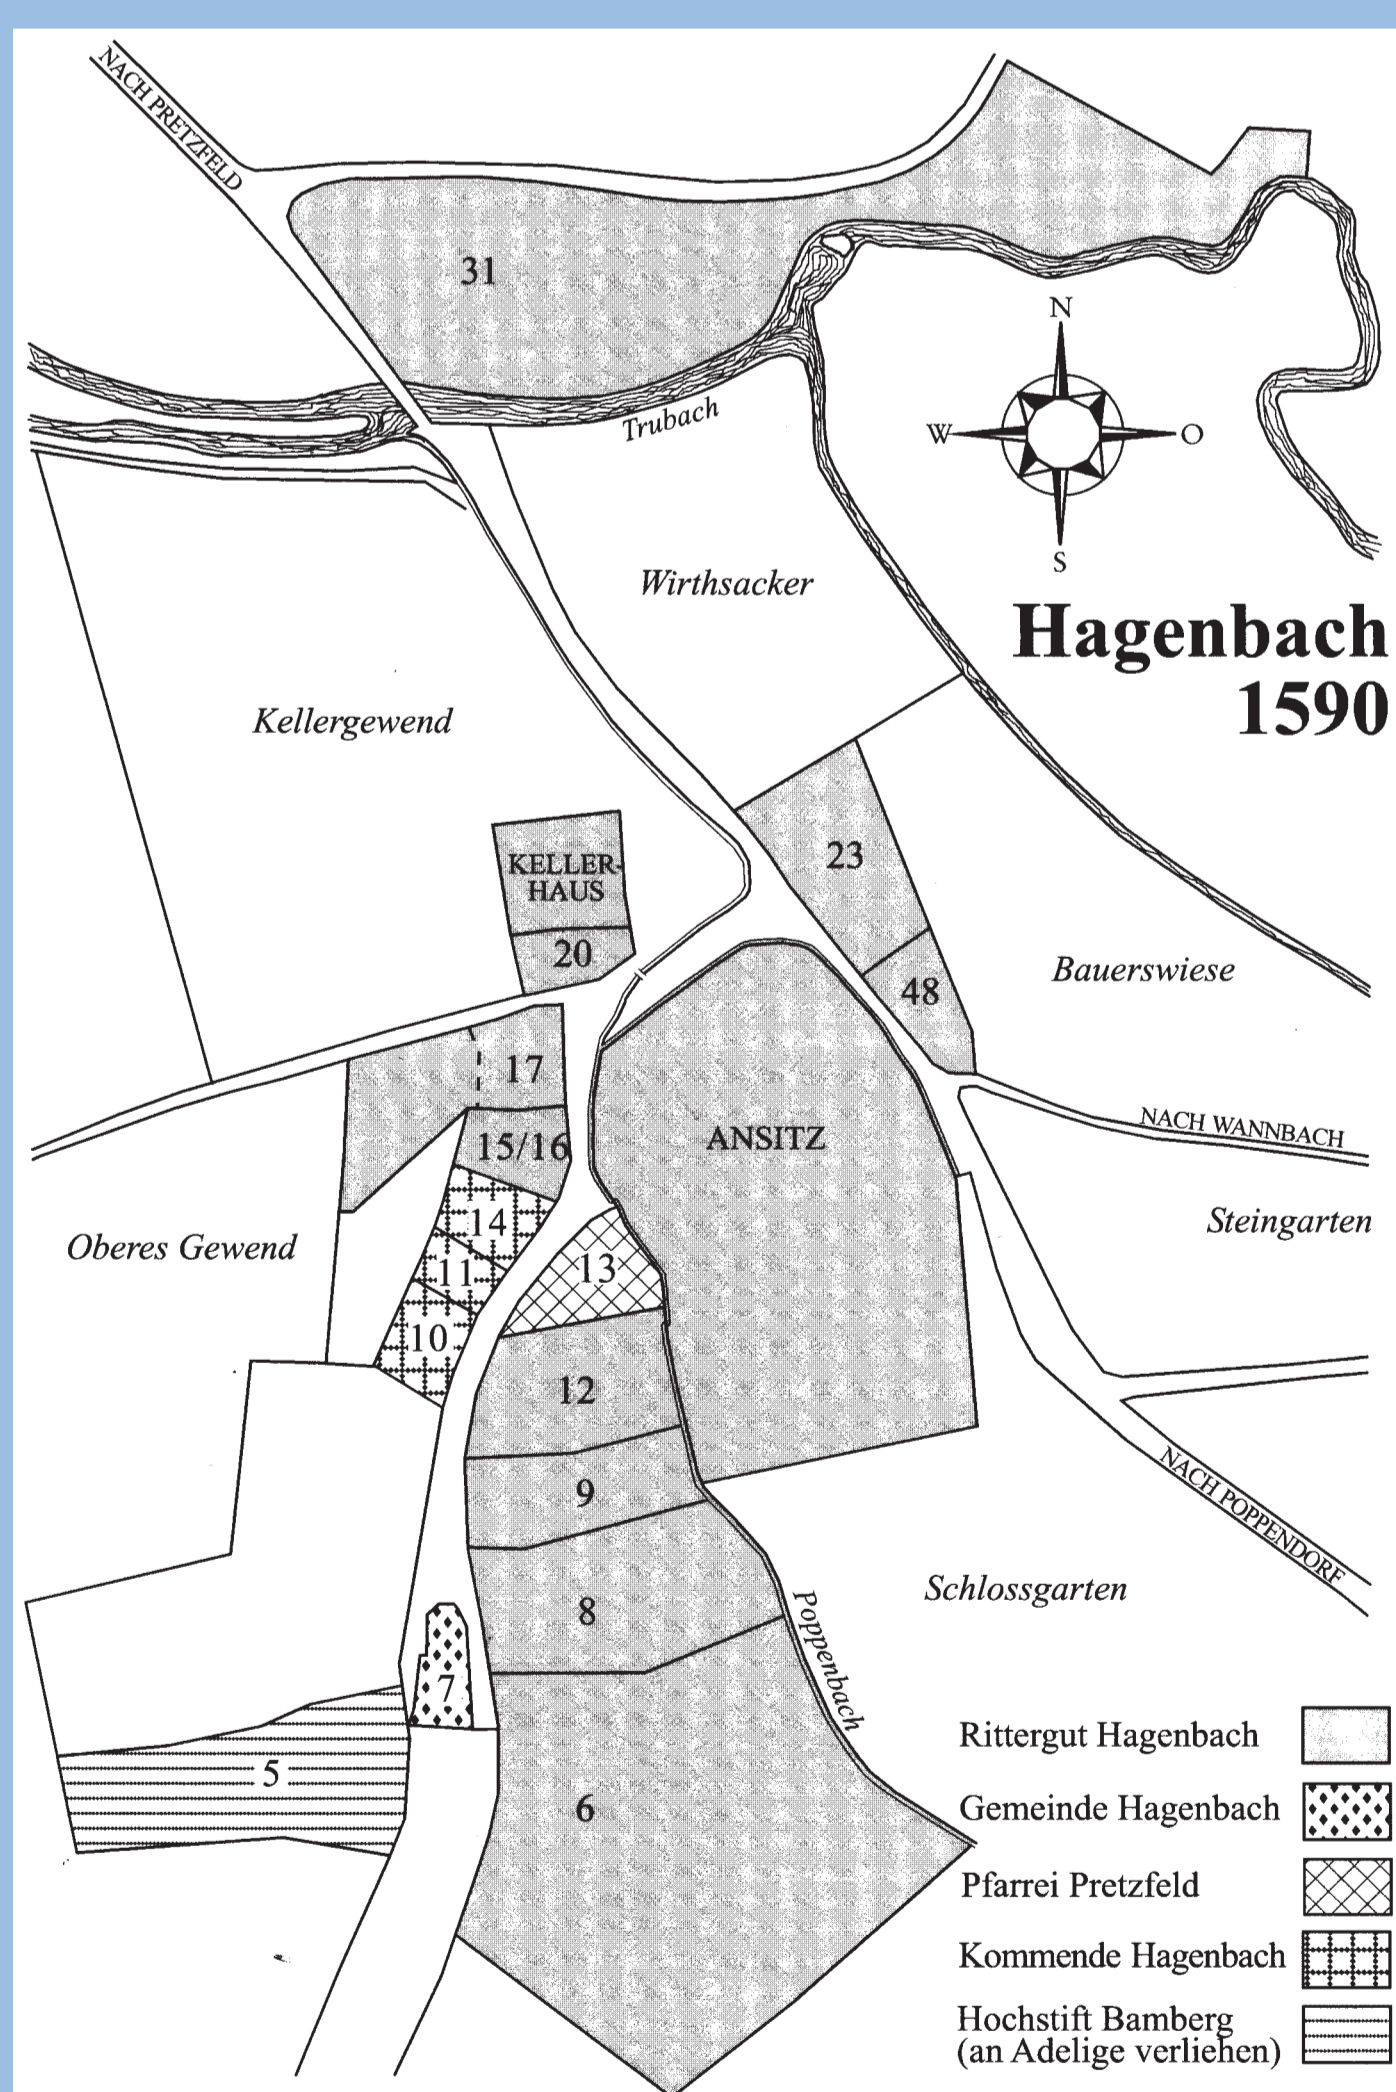 NACH PRETZFELD
31
Trubach
N
W
O
S
Wirthsacker
Hagenbach
1590
Kellergewend
KELLER-
HAUS
20
23
48
Bauerswiese
17
15/16
ANSITZ
NACH WANNBACH
Steingarten
Oberes Gewend
14
11
10
13
12
9
8
7
NACH POPPENDORF
Schlossgarten
Poppenbach
5
6
Rittergut Hagenbach
Gemeinde Hagenbach
Pfarrei Pretzfeld
Kommende Hagenbach
Hochstift Bamberg
(an Adelige verliehen)